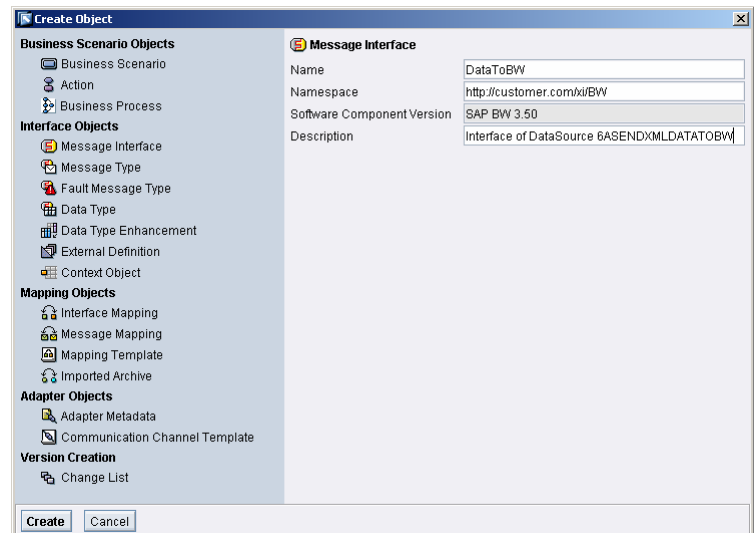 Create Object
Business Scenario Objects
Business Scenario
Action
Business Process
Interface Objects
Message Interface
Message Type
Fault Message Type
Data Type
Data Type Enhancement
External Definition
Context Object
Mapping Objects
Interface Mapping
Message Mapping
Mapping Template
Imported Archive
Adapter Objects
Adapter Metadata
Communication Channel Template
Version Creation
Change List
Message Interface
Name DataToBW
Namespace http://customer.com/xi/BW
Software Component Version SAP BW 3.50
Description Interface of DataSource 6ASENDXMLDATATOBW
Create Cancel